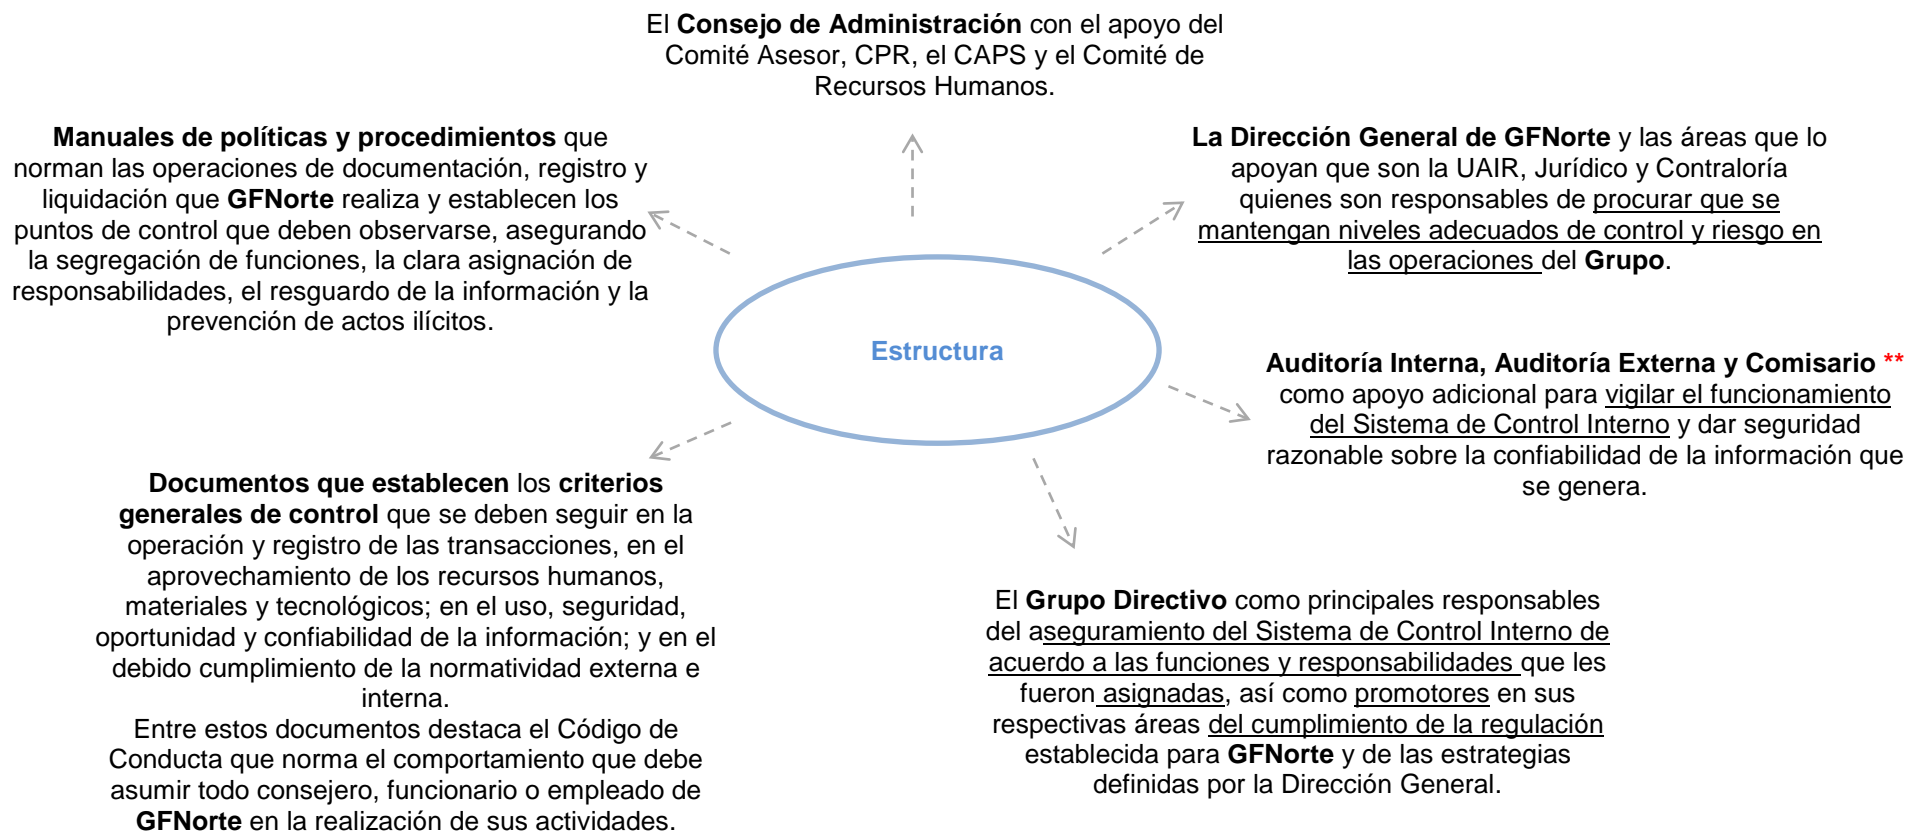 El Consejo de Administración con el apoyo del
Comité Asesor, CPR, el CAPS y el Comité de
Recursos Humanos.
Manuales de políticas y procedimientos que
norman las operaciones de documentación, registro y
liquidación que GFNorte realiza y establecen los
puntos de control que deben observarse, asegurando
la segregación de funciones, la clara asignación de
responsabilidades, el resguardo de la información y la
prevención de actos ilícitos.
La Dirección General de GFNorte y las áreas que lo
apoyan que son la UAIR, Jurídico y Contraloría
quienes son responsables de procurar que se
mantengan niveles adecuados de control y riesgo en
las operaciones del Grupo.
Estructura
Auditoría Interna, Auditoría Externa y Comisario **
como apoyo adicional para vigilar el funcionamiento
del Sistema de Control Interno y dar seguridad
razonable sobre la confiabilidad de la información que
se genera.
Documentos que establecen los criterios
generales de control que se deben seguir en la
operación y registro de las transacciones, en el
aprovechamiento de los recursos humanos,
materiales y tecnológicos; en el uso, seguridad,
oportunidad y confiabilidad de la información; y en el
debido cumplimiento de la normatividad externa e
interna.
Entre estos documentos destaca el Código de
Conducta que norma el comportamiento que debe
asumir todo consejero, funcionario o empleado de
GFNorte en la realización de sus actividades.
El Grupo Directivo como principales responsables
del aseguramiento del Sistema de Control Interno de
acuerdo a las funciones y responsabilidades que les
fueron asignadas, así como promotores en sus
respectivas áreas del cumplimiento de la regulación
establecida para GFNorte y de las estrategias
definidas por la Dirección General.